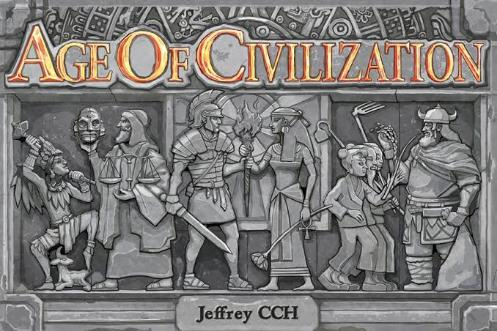 AGE OF CIVILIZATION
Jeffrey CCH